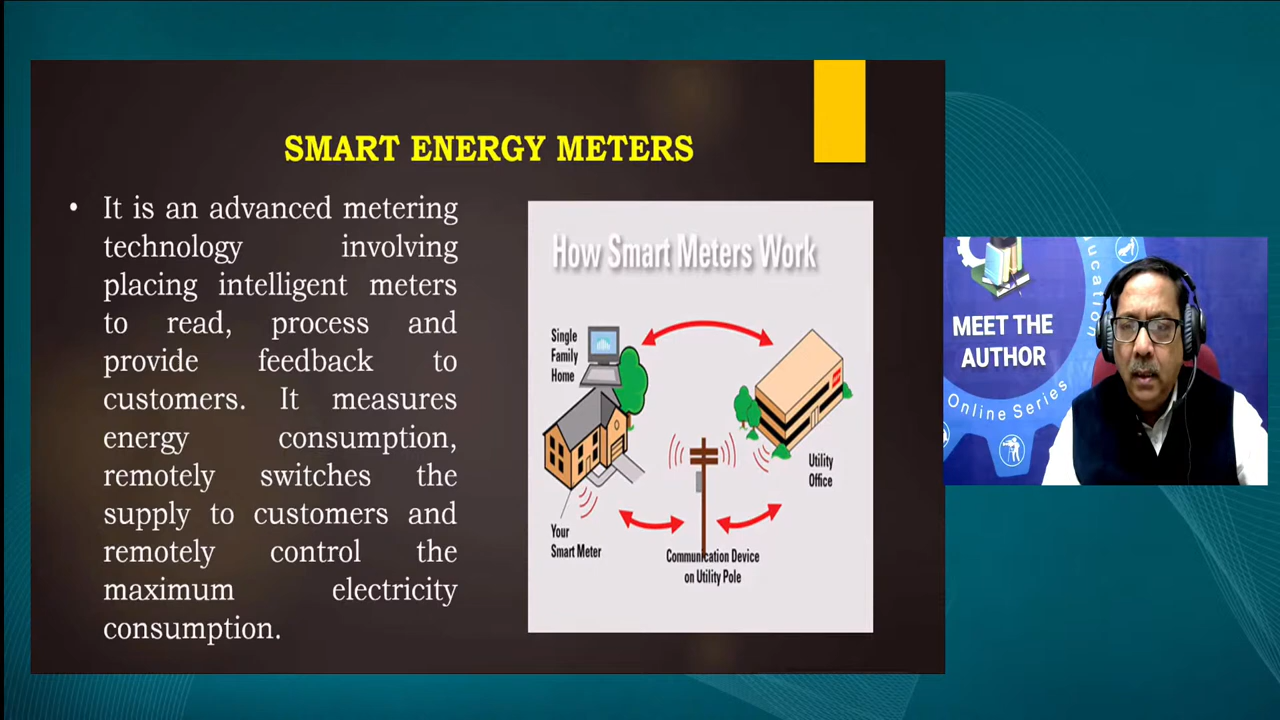 SMART ENERGY METERS
• It is an advanced metering
technology involving
placing intelligent meters
to read, process and
provide feedback to
customers. It measures
energy consumption,
remotely switches the
supply to customers and
remotely control the
maximum electricity
consumption.
How Smart Meters Work
Single
Family
Home
Utility
Office
Your
Smart Meter
Communication Device
on Utility Pole
MEET THE
AUTHOR
Online Series
ucation